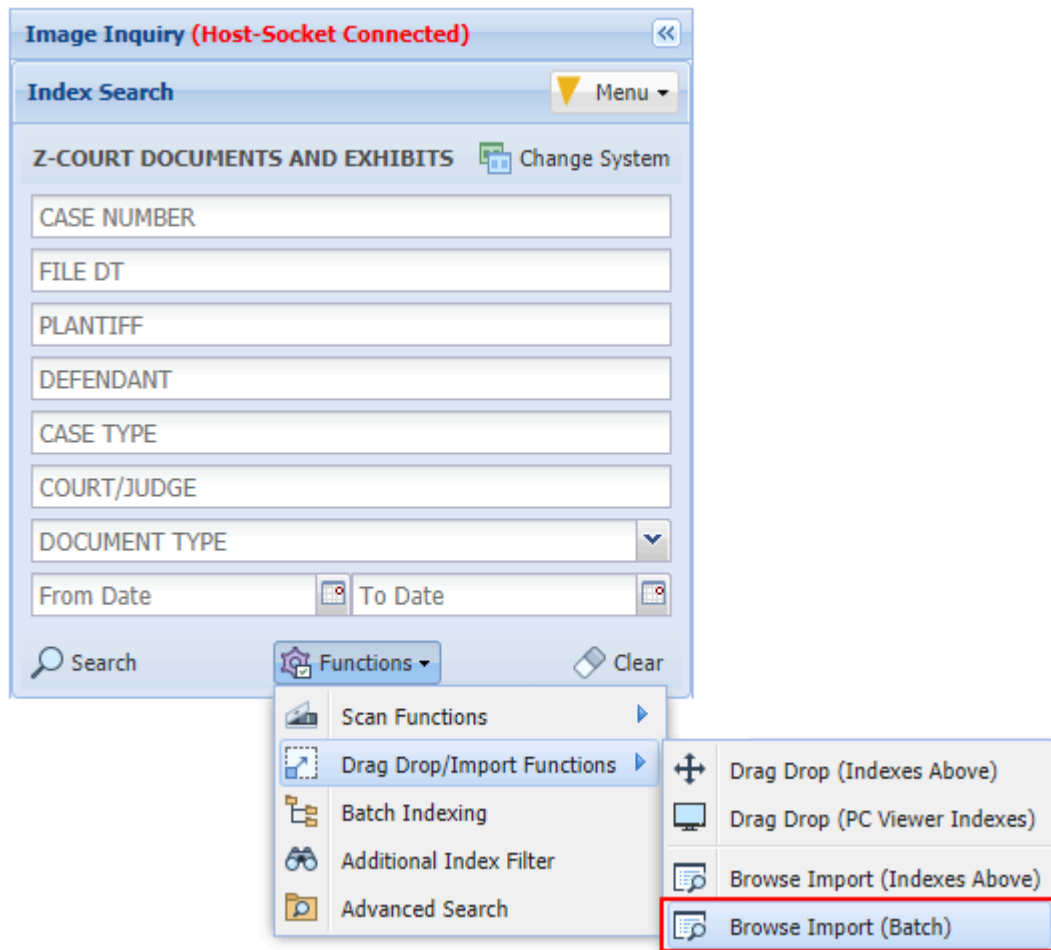 Image Inquiry (Host-Socket Connected)
Index Search
Menu
Z-COURT DOCUMENTS AND EXHIBITS
Change System
CASE NUMBER
FILE DT
PLANTIFF
DEFENDANT
CASE TYPE
COURT/JUDGE
DOCUMENT TYPE
From Date
To Date
Search
Functions
Clear
Scan Functions
Drag Drop/Import Functions
Batch Indexing
Additional Index Filter
Advanced Search
Drag Drop (Indexes Above)
Drag Drop (PC Viewer Indexes)
Browse Import (Indexes Above)
Browse Import (Batch)